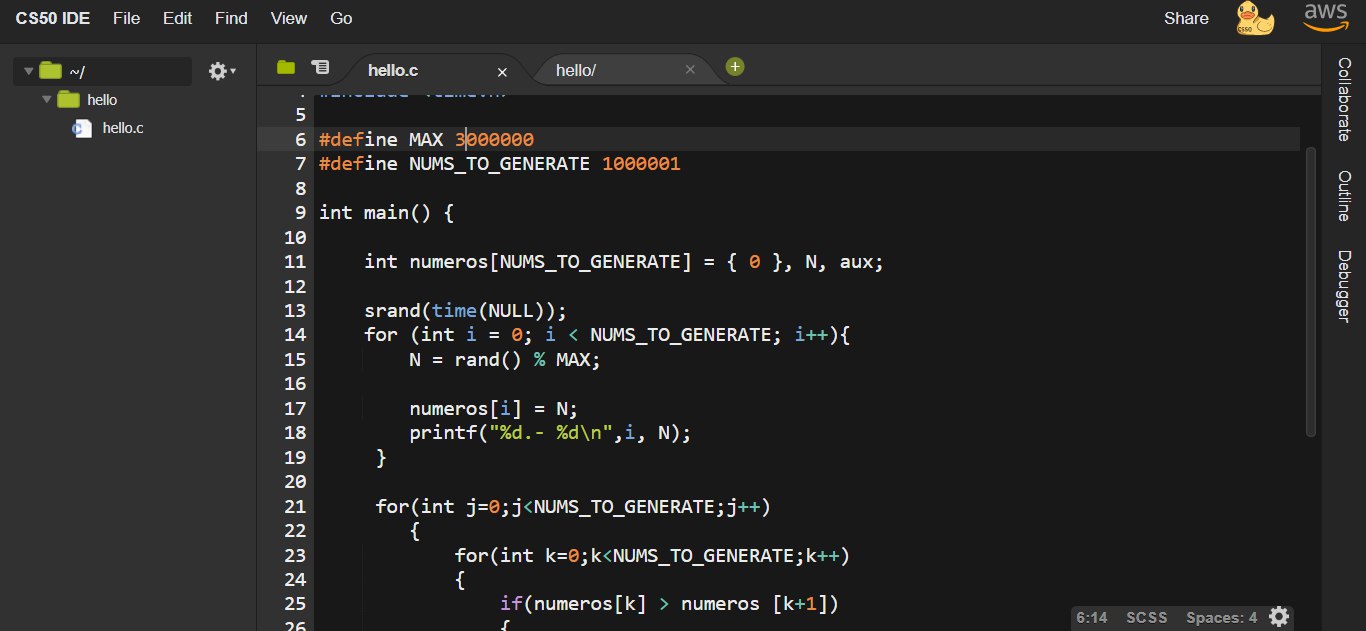 CS50 IDE File Edit Find View Go Share aws
CS50
~/
hello
hello.c
hello.c × hello/ × +
#include <time.h>
5
6 #define MAX 3000000
7 #define NUMS_TO_GENERATE 1000001
8
9 int main() {
10
11 int numeros[NUMS_TO_GENERATE] = { 0 }, N, aux;
12
13 srand(time(NULL));
14 for (int i = 0; i < NUMS_TO_GENERATE; i++){
15 N = rand() % MAX;
16
17 numeros[i] = N;
18 printf("%d.- %d\n",i, N);
19 }
20
21 for(int j=0;j<NUMS_TO_GENERATE;j++)
22 {
23 for(int k=0;k<NUMS_TO_GENERATE;k++)
24 {
25 if(numeros[k] > numeros [k+1])
26 {
Collaborate
Outline
Debugger
6:14 SCSS Spaces: 4